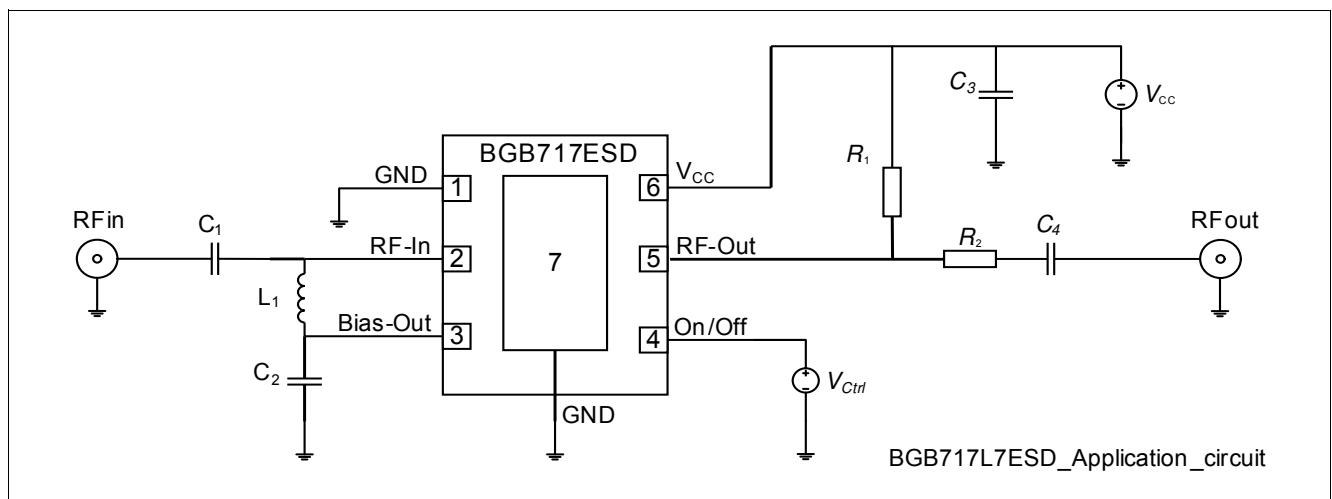 C₃
V_CC
BGB717ESD
R₁
GND
1
V_CC
6
RFin
C₁
RF-In
2
7
5
RF-Out
R₂
C₄
RFout
L₁
Bias-Out
3
4
On/Off
C₂
V_Ctrl
GND
BGB717L7ESD_Application_circuit